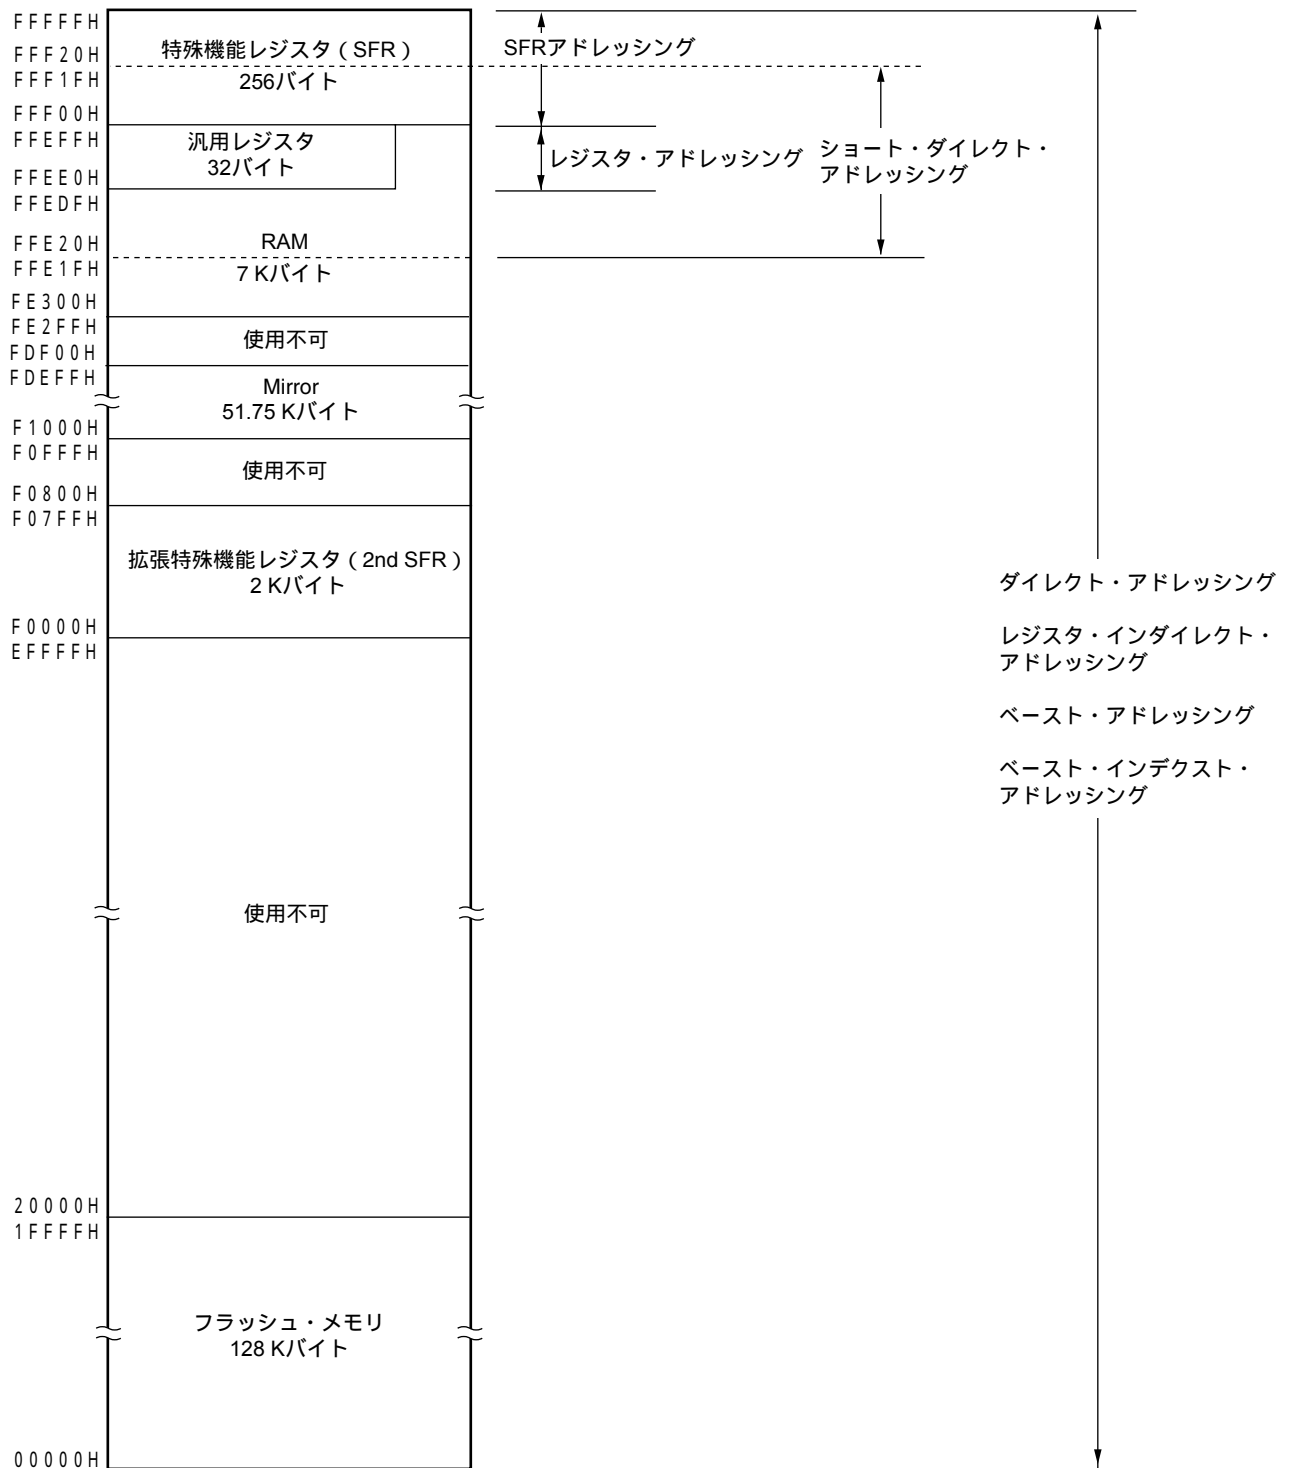 FFFFFH
FFF20H
FFF1FH
FFF00H
FFEFFH
FFEE0H
FFEDFH
FFE20H
FFE1FH
FE300H
FE2FFH
FDF00H
FDEFFH
F1000H
F0FFFH
F0800H
F07FFH
F0000H
EFFFFH
20000H
1FFFFH
00000H
特殊機能レジスタ（SFR）
256バイト
汎用レジスタ
32バイト
RAM
7 Kバイト
使用不可
Mirror
51.75 Kバイト
使用不可
拡張特殊機能レジスタ（2nd SFR）
2 Kバイト
使用不可
フラッシュ・メモリ
128 Kバイト
SFRアドレッシング
レジスタ・アドレッシング
ショート・ダイレクト・
アドレッシング
ダイレクト・アドレッシング
レジスタ・インダイレクト・
アドレッシング
ベースト・アドレッシング
ベースト・インデクスト・
アドレッシング